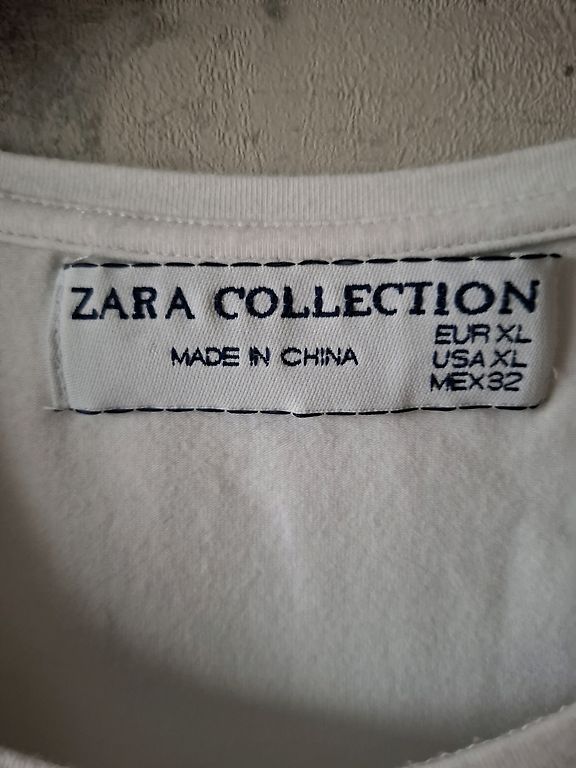 ZARA COLLECTION
MADE IN CHINA
EUR XL
USA XL
MEX 32